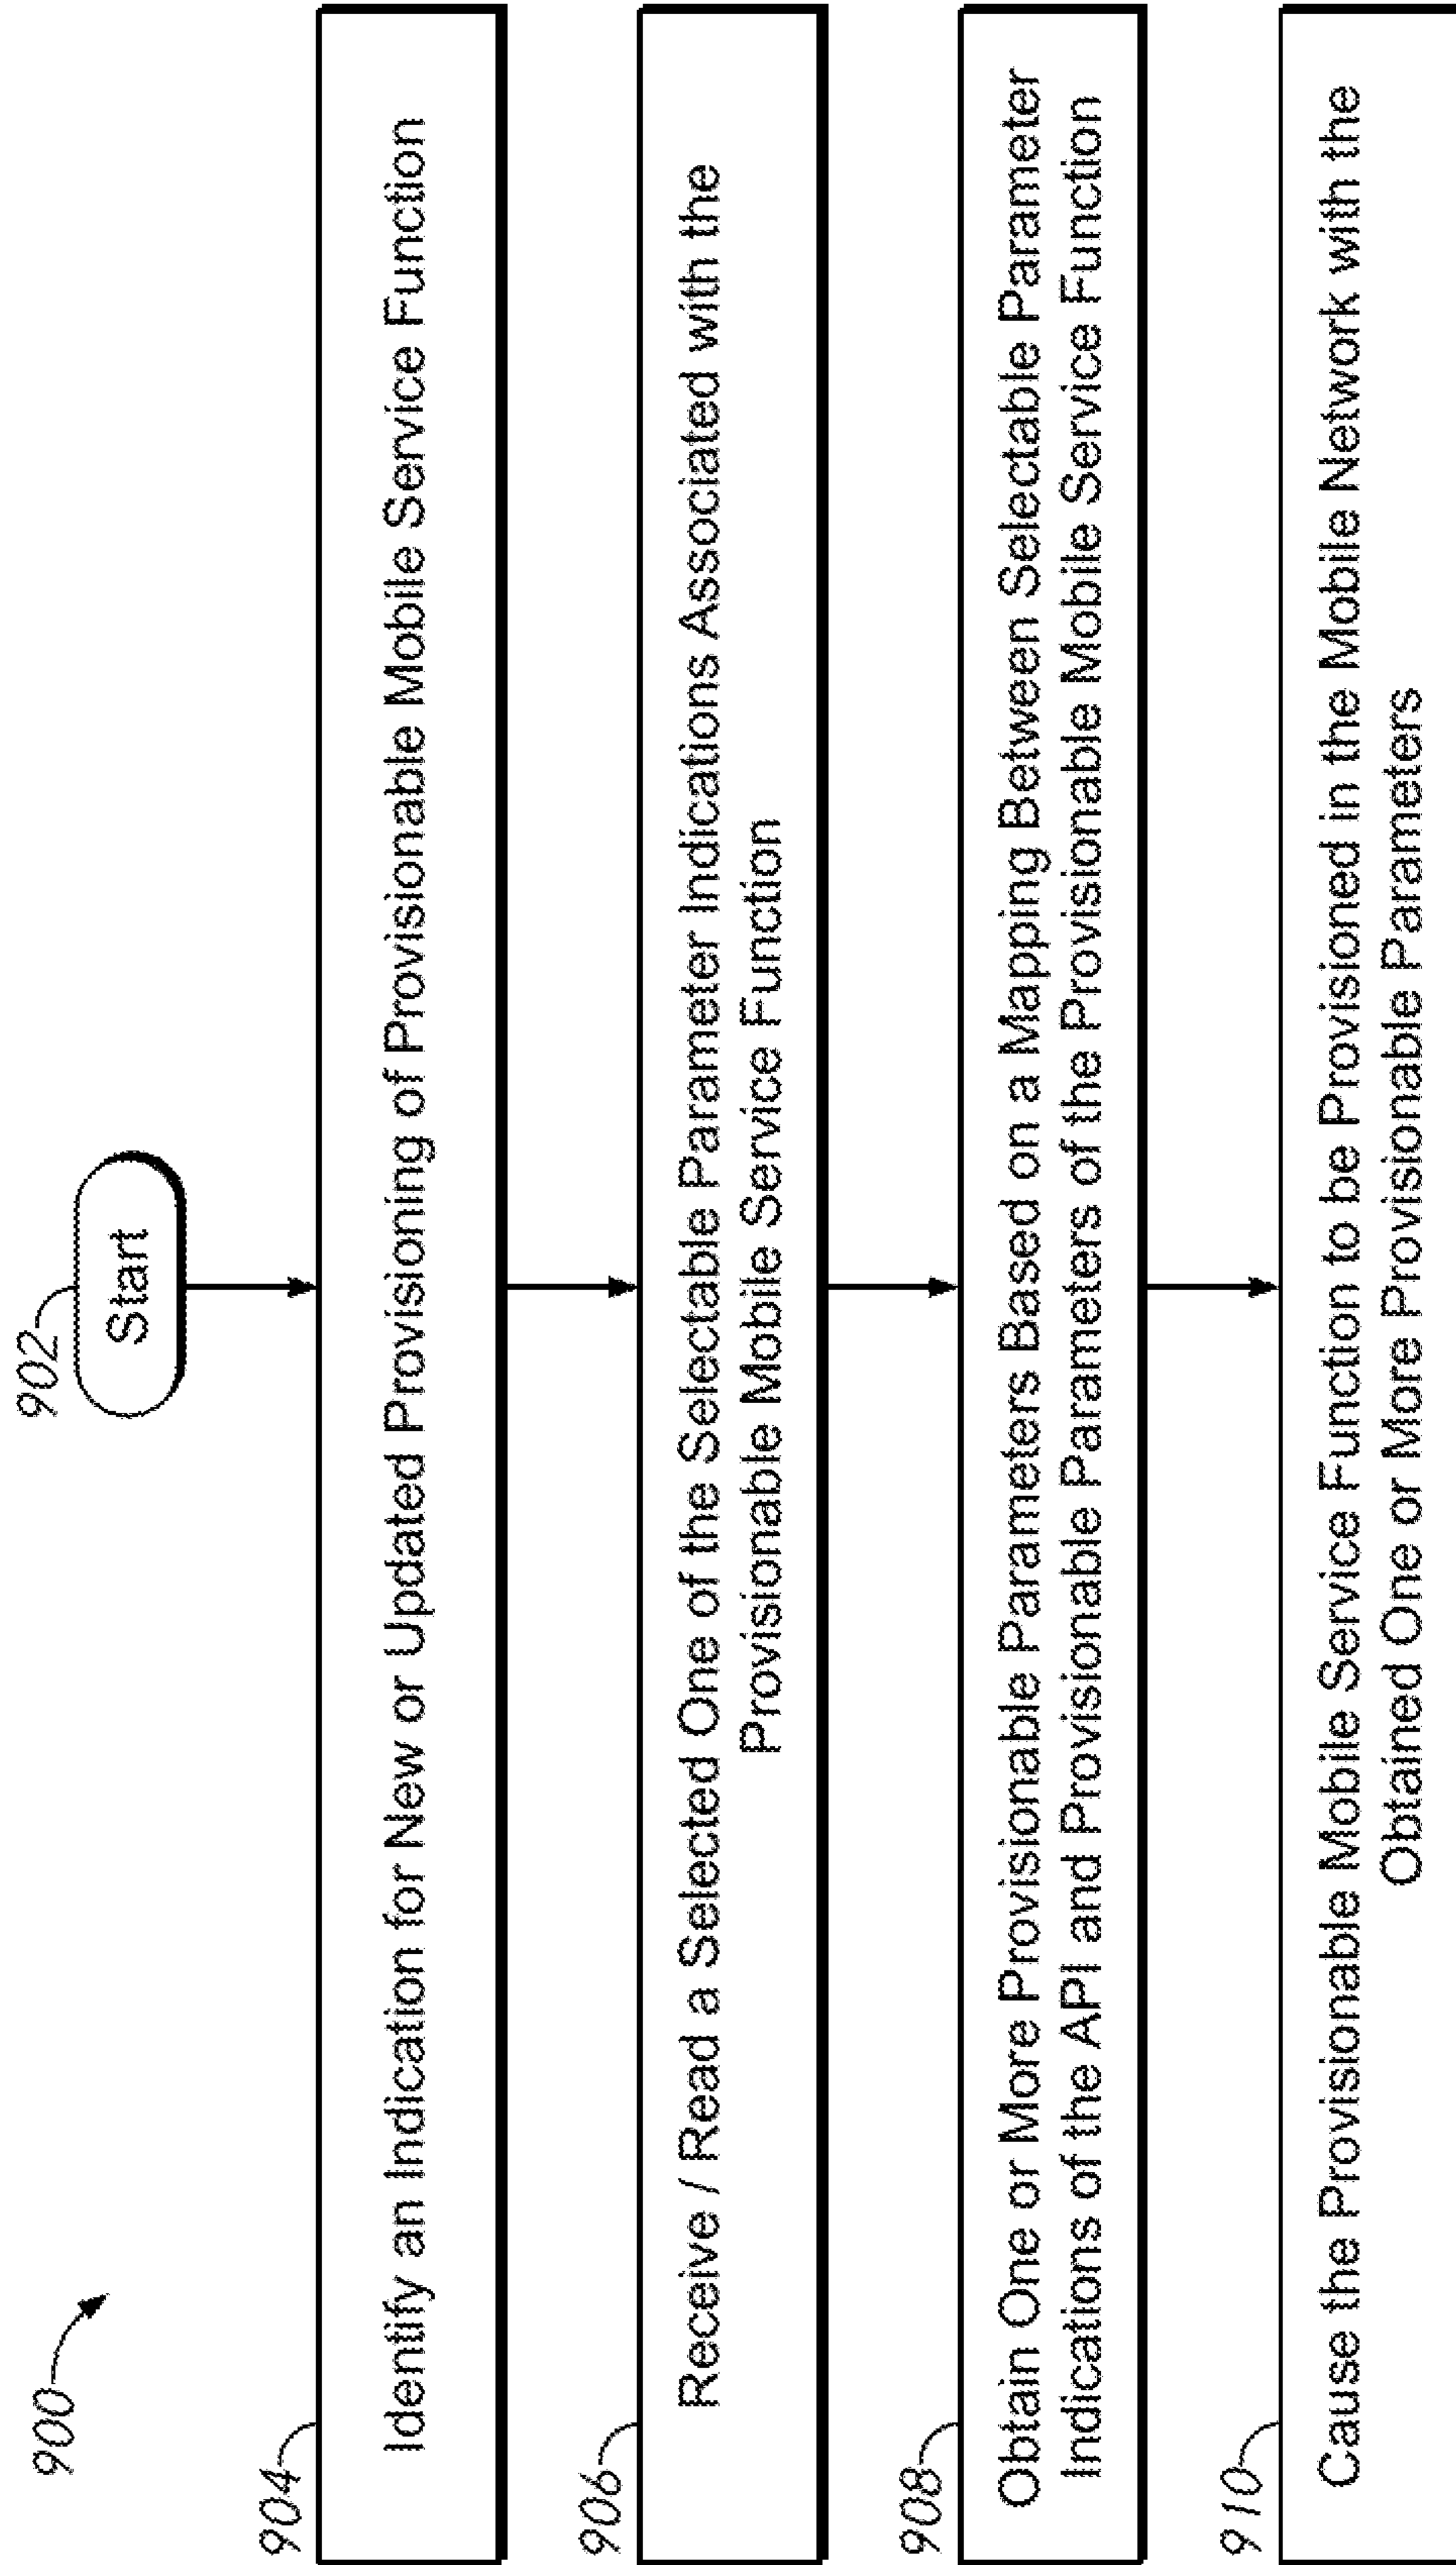 900
902
Start
904
Identify an Indication for New or Updated Provisioning of Provisionable Mobile Service Function
906
Receive / Read a Selected One of the Selectable Parameter Indications Associated with the
Provisionable Mobile Service Function
908
Obtain One or More Provisionable Parameters Based on a Mapping Between Selectable Parameter
Indications of the API and Provisionable Parameters of the Provisionable Mobile Service Function
910
Cause the Provisionable Mobile Service Function to be Provisioned in the Mobile Network with the
Obtained One or More Provisionable Parameters